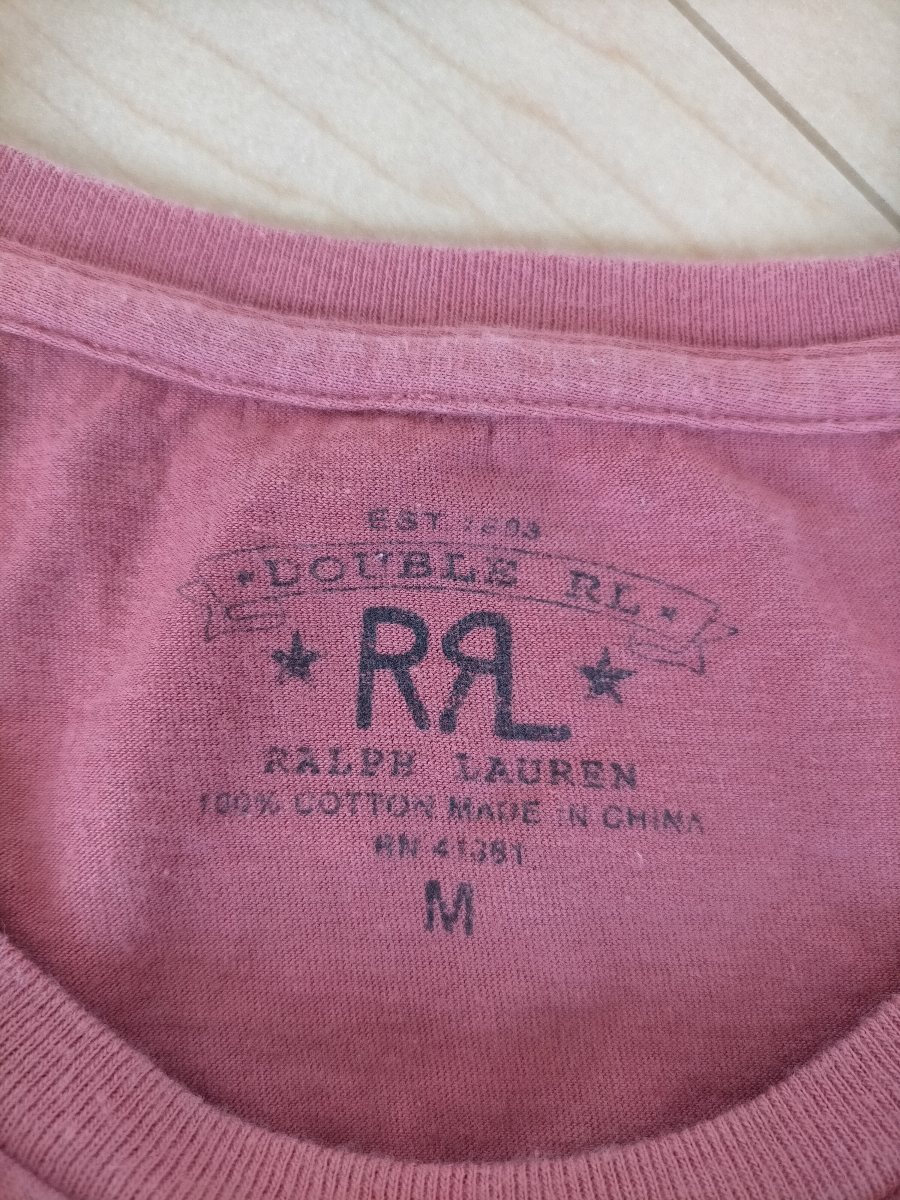 EST 1993
DOUBLE RL
RRL
RALPH LAUREN
100% COTTON MADE IN CHINA
RN 41381
M